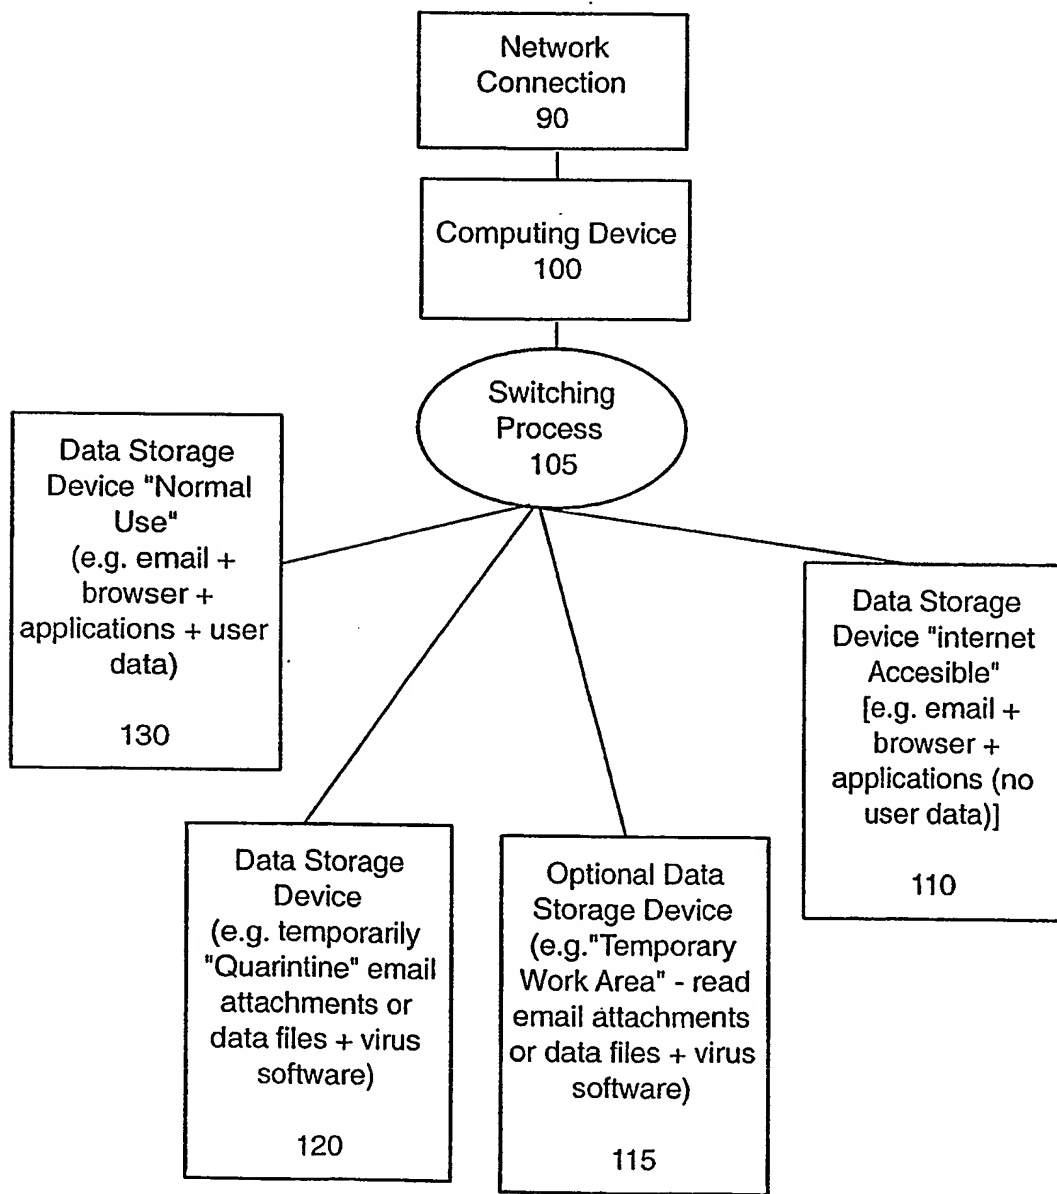 Network
Connection
90
Computing Device
100
Switching
Process
105
Data Storage
Device "Normal
Use"
(e.g. email +
browser +
applications + user
data)
130
Data Storage
Device
(e.g. temporarily
"Quarintine" email
attachments or
data files + virus
software)
120
Optional Data
Storage Device
(e.g."Temporary
Work Area" - read
email attachments
or data files + virus
software)
115
Data Storage
Device "internet
Accesible"
[e.g. email +
browser +
applications (no
user data)]
110